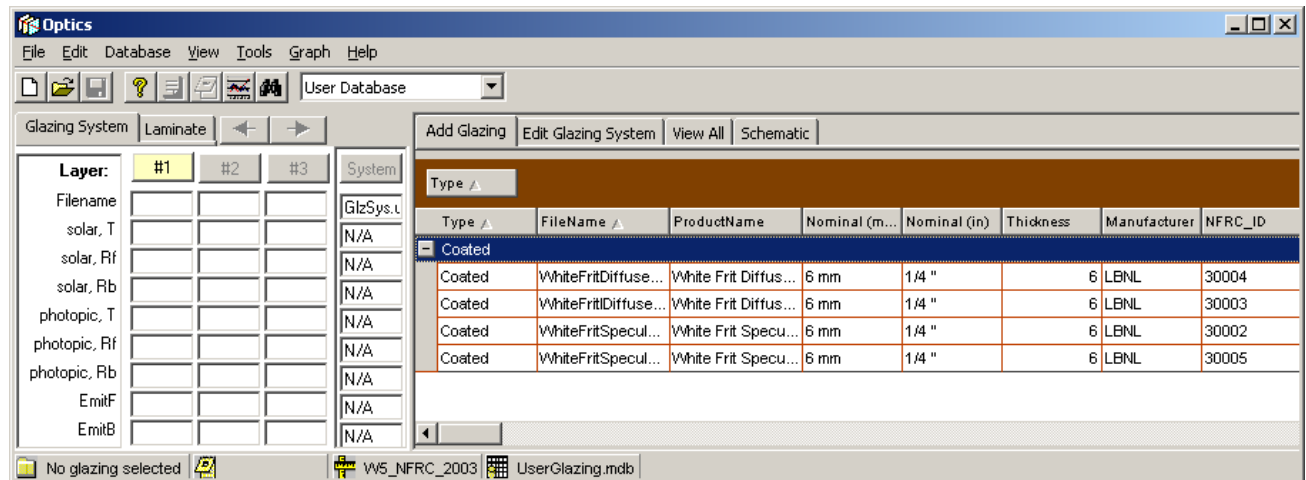 Optics
File Edit Database View Tools Graph Help
User Database
Glazing System Laminate Add Glazing Edit Glazing System View All Schematic
Layer: #1 #2 #3 System
Type
Filename GlzSys.u
Type FileName ProductName Nominal (m... Nominal (in) Thickness Manufacturer NFRC_ID
solar, T N/A
Coated
solar, Rf N/A
Coated WhiteFritDiffuse... White Frit Diffus... 6 mm 1/4 " 6 LBNL 30004
solar, Rb N/A
Coated WhiteFritIDiffuse... White Frit Diffus... 6 mm 1/4 " 6 LBNL 30003
photopic, T N/A
Coated WhiteFritSpecul... White Frit Specu... 6 mm 1/4 " 6 LBNL 30002
photopic, Rf N/A
Coated WhiteFritSpecul... White Frit Specu... 6 mm 1/4 " 6 LBNL 30005
photopic, Rb N/A
EmitF N/A
EmitB N/A
No glazing selected W5_NFRC_2003 UserGlazing.mdb